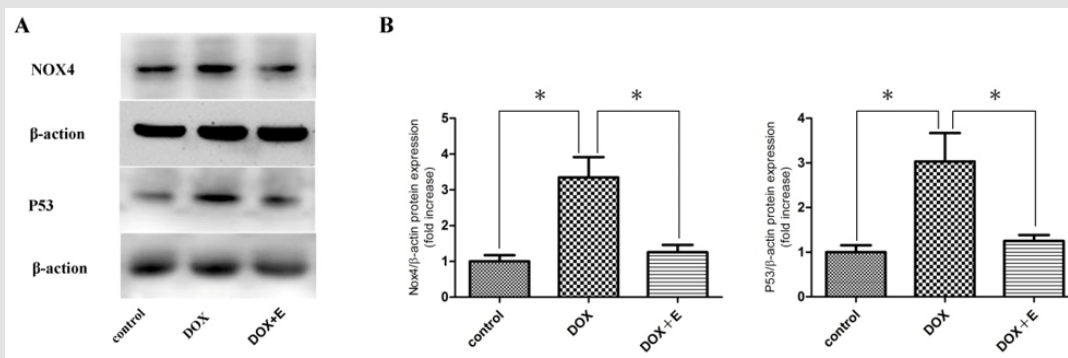 A
NOX4
β-action
P53
β-action
control
DOX
DOX+E
B
* *
Nox4/β-actin protein expression
(fold increase)
5
4
3
2
1
0
control
DOX
DOX+E
* *
P53/β-actin protein expression
(fold increase)
4
3
2
1
0
control
DOX
DOX+E